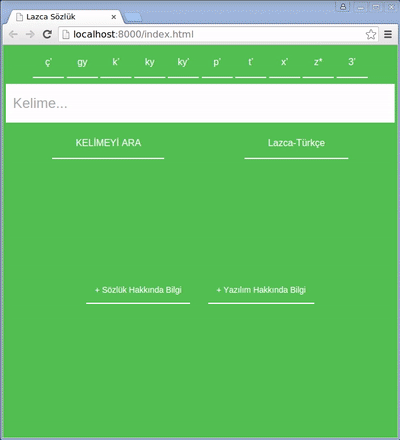 Lazca Sözlük
localhost:8000/index.html
ç' gy k' ky ky' p' t' x' z* 3'
Kelime...
KELİMEYİ ARA Lazca-Türkçe
+ Sözlük Hakkında Bilgi + Yazılım Hakkında Bilgi